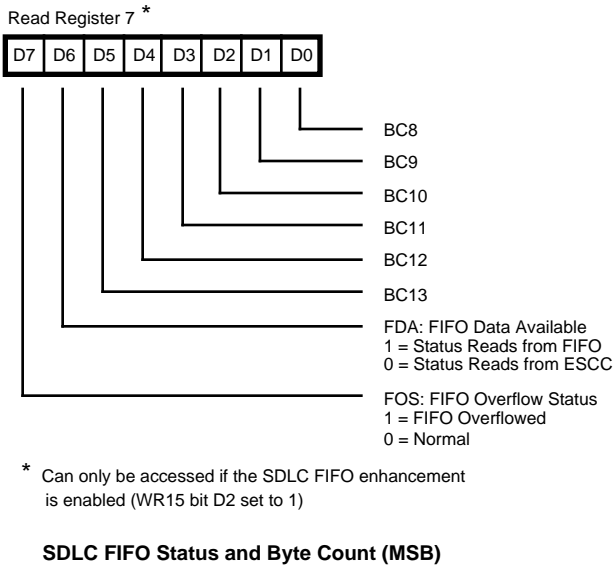 Read Register 7 *
D7 D6 D5 D4 D3 D2 D1 D0
BC8
BC9
BC10
BC11
BC12
BC13
FDA: FIFO Data Available
1 = Status Reads from FIFO
0 = Status Reads from ESCC
FOS: FIFO Overflow Status
1 = FIFO Overflowed
0 = Normal
* Can only be accessed if the SDLC FIFO enhancement
is enabled (WR15 bit D2 set to 1)
SDLC FIFO Status and Byte Count (MSB)